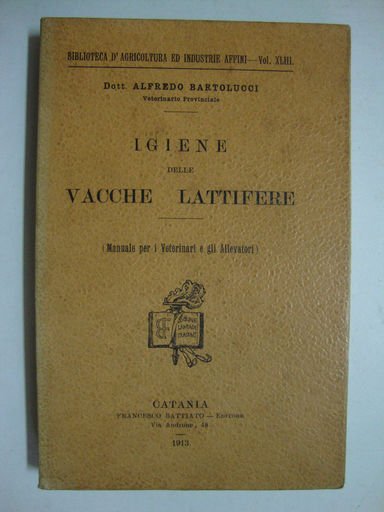 BIBLIOTECA D' AGRICOLTURA ED INDUSTRIE AFFINI—Vol. XLIII.
Dott. ALFREDO BARTOLUCCI
Veterinario Provinciale
IGIENE
DELLE
VACCHE LATTIFERE
(Manuale per i Veterinari e gli Allevatori)
CATANIA
FRANCESCO BATTIATO — Editore
Via Androne, 48
1913.